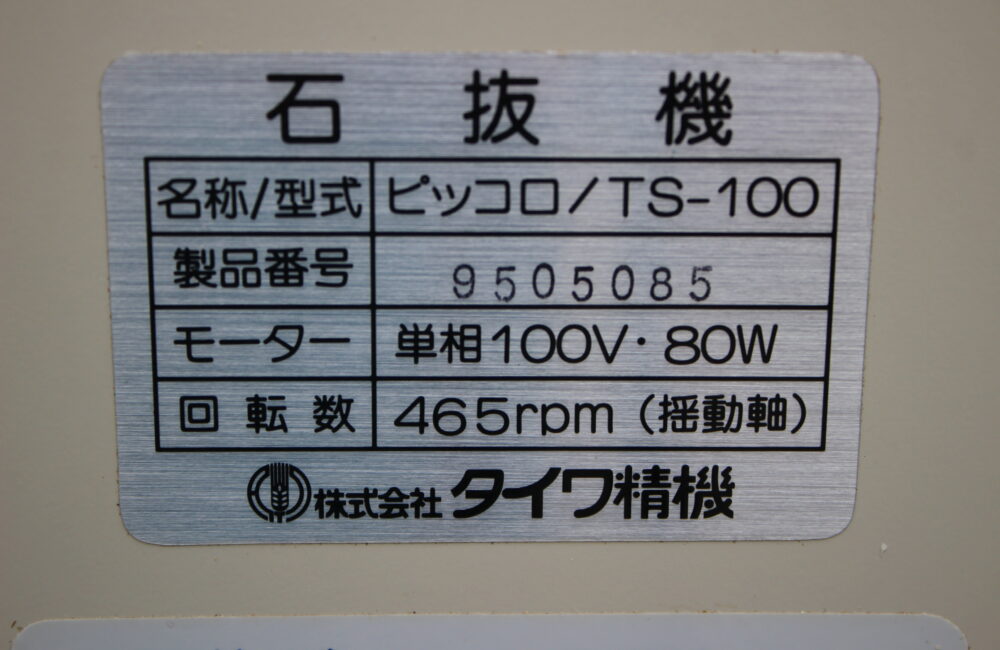 石抜機
名称/型式 ピッコロ/TS-100
製品番号 9505085
モーター 単相100V・80W
回転数 465rpm (揺動軸)
株式会社 タイワ精機